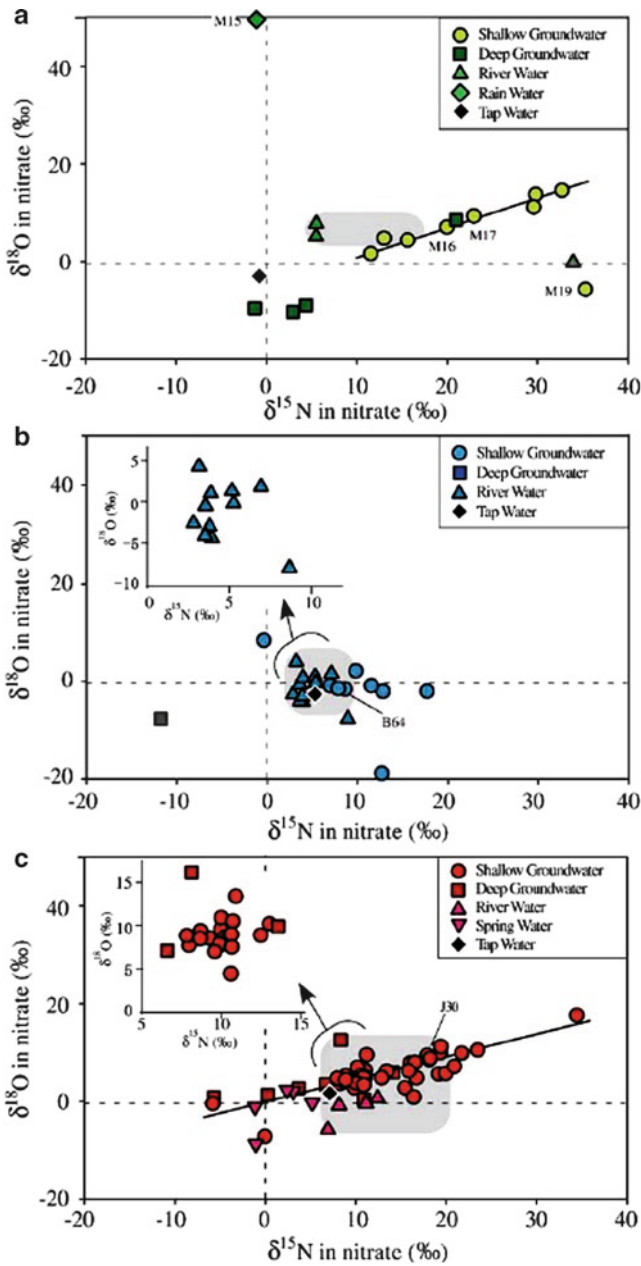 a
M15
Shallow Groundwater
Deep Groundwater
River Water
Rain Water
Tap Water
40
20
0
-20
M16
M17
M19
-20 -10 0 10 20 30 40
δ18O in nitrate (‰)
δ15N in nitrate (‰)
b
5
0
−5
−10
0 5 10
δ18O (‰)
δ15N (‰)
Shallow Groundwater
Deep Groundwater
River Water
Tap Water
40
20
0
-20
B64
-20 -10 0 10 20 30 40
δ18O in nitrate (‰)
δ15N in nitrate (‰)
c
15
10
5
0
5 10 15
δ18O (‰)
δ15N (‰)
Shallow Groundwater
Deep Groundwater
River Water
Spring Water
Tap Water
40
20
0
-20
J30
-20 -10 0 10 20 30 40
δ18O in nitrate (‰)
δ15N in nitrate (‰)